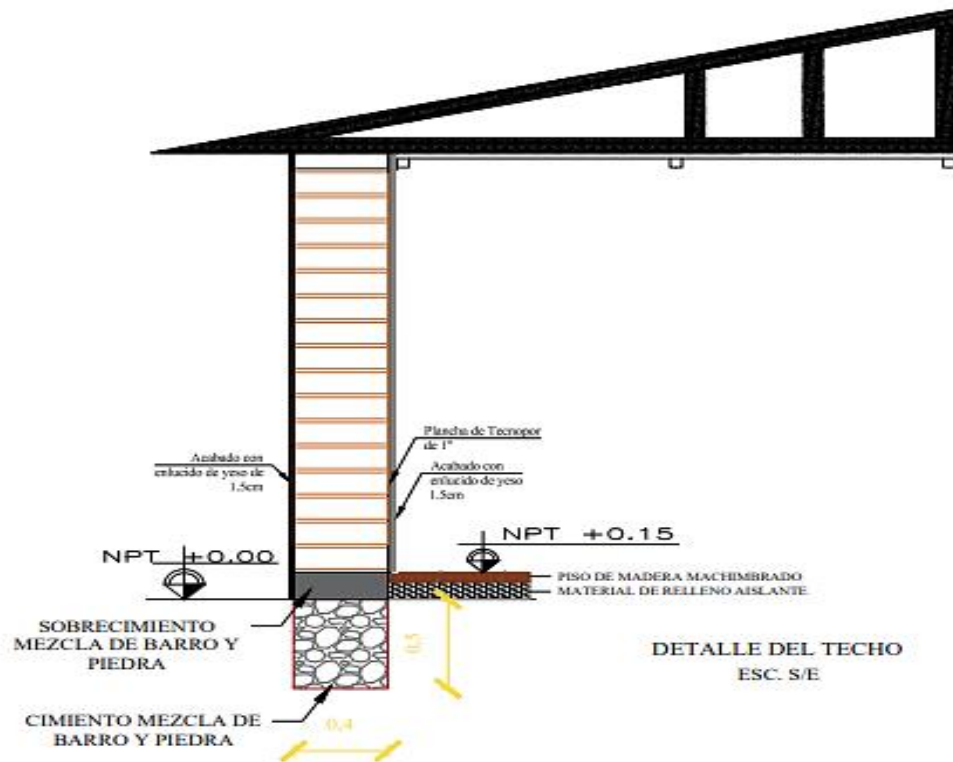 Plancha de Tecnopor
de 1"
Acabado con
enlucido de yeso de
1.5cm
Acabado con
enlucido de yeso
1.5cm
NPT +0.15
NPT +0.00
PISO DE MADERA MACHIMBRADO
MATERIAL DE RELLENO AISLANTE
SOBRECIMIENTO
MEZCLA DE BARRO Y
PIEDRA
0,5
DETALLE DEL TECHO
ESC. S/E
CIMIENTO MEZCLA DE
BARRO Y PIEDRA
0,4